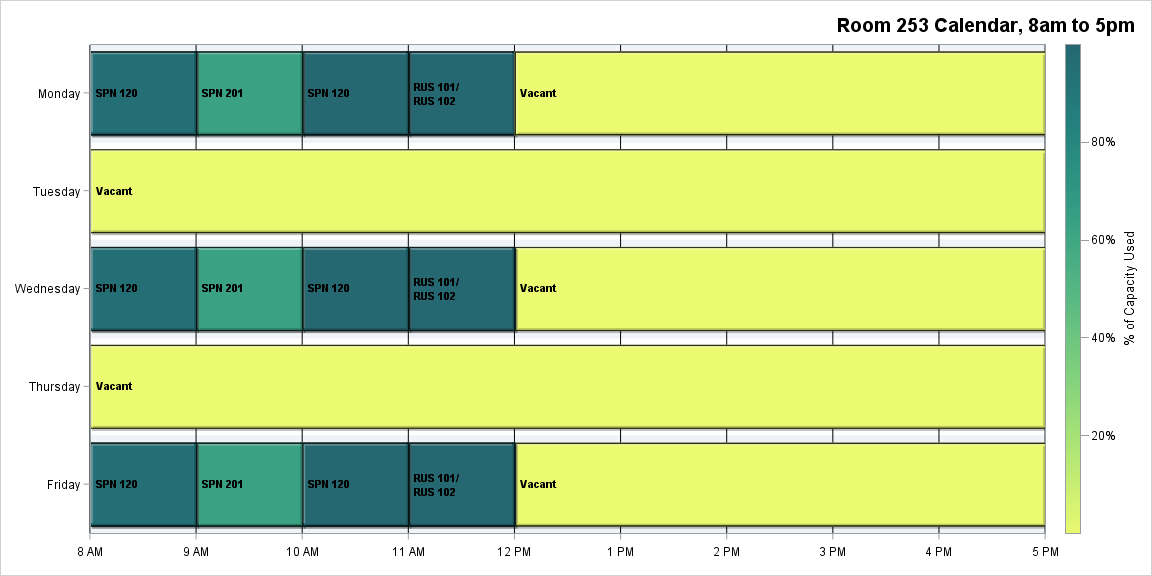 Room 253 Calendar, 8am to 5pm
Monday
SPN 120
SPN 201
SPN 120
RUS 101/
RUS 102
Vacant
Tuesday
Vacant
Wednesday
SPN 120
SPN 201
SPN 120
RUS 101/
RUS 102
Vacant
Thursday
Vacant
Friday
SPN 120
SPN 201
SPN 120
RUS 101/
RUS 102
Vacant
8 AM
9 AM
10 AM
11 AM
12 PM
1 PM
2 PM
3 PM
4 PM
5 PM
80%
60%
40%
20%
% of Capacity Used